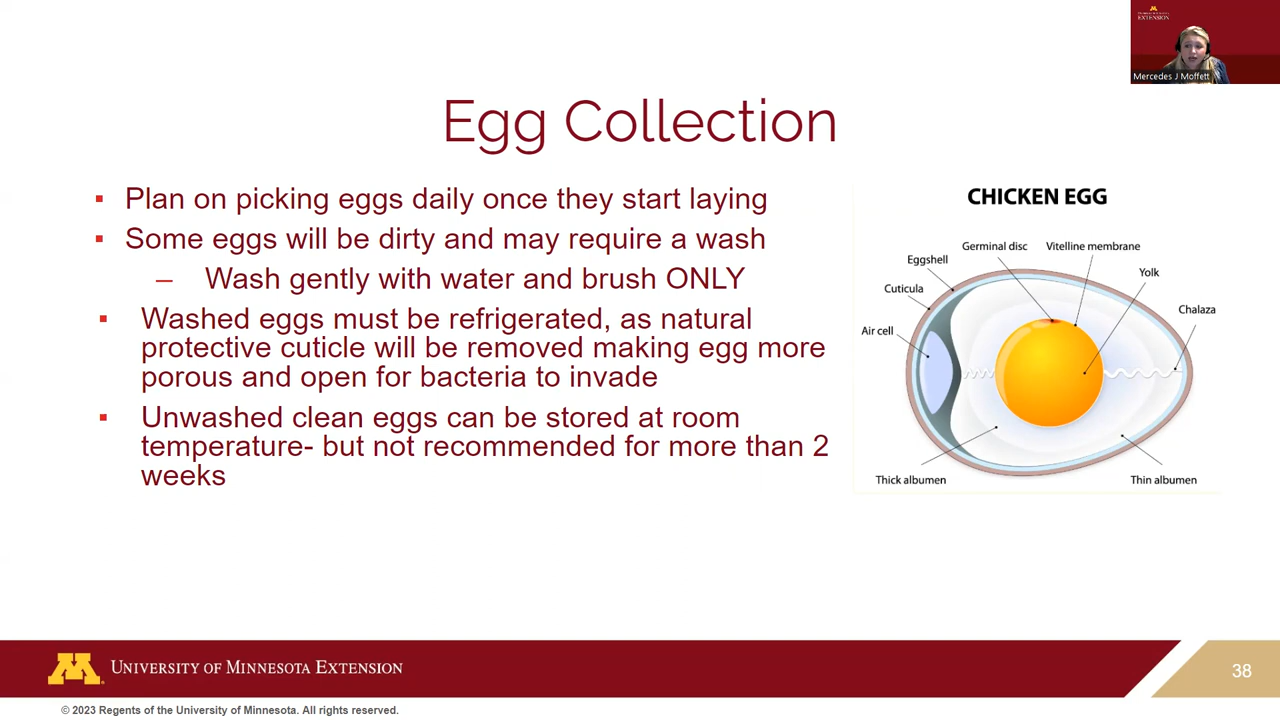 EXTENSION
Mercedes J Moffett
Egg Collection
▪ Plan on picking eggs daily once they start laying
▪ Some eggs will be dirty and may require a wash
– Wash gently with water and brush ONLY
▪ Washed eggs must be refrigerated, as natural
protective cuticle will be removed making egg more
porous and open for bacteria to invade
▪ Unwashed clean eggs can be stored at room
temperature- but not recommended for more than 2
weeks
CHICKEN EGG
Germinal disc
Vitelline membrane
Eggshell
Yolk
Cuticula
Chalaza
Air cell
Thick albumen
Thin albumen
M
UNIVERSITY OF MINNESOTA EXTENSION
38
© 2023 Regents of the University of Minnesota. All rights reserved.